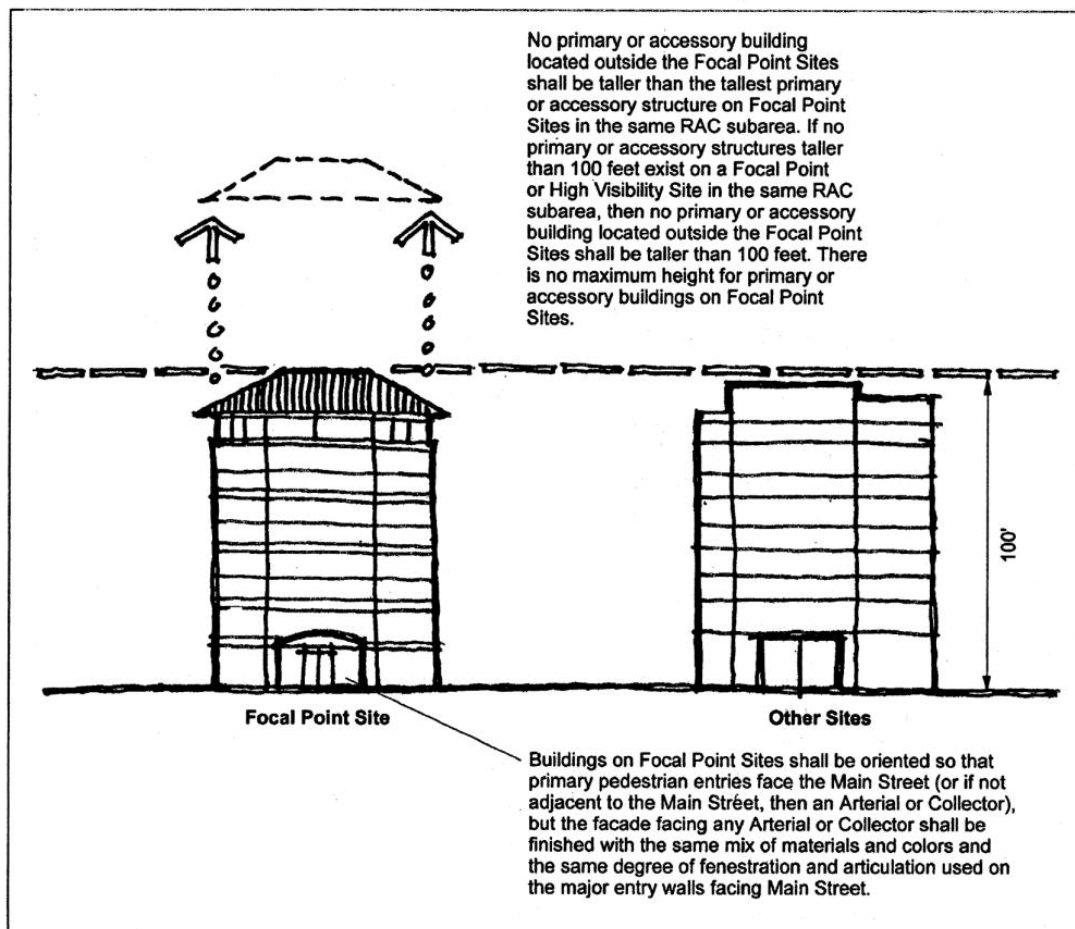 No primary or accessory building
located outside the Focal Point Sites
shall be taller than the tallest primary
or accessory structure on Focal Point
Sites in the same RAC subarea. If no
primary or accessory structures taller
than 100 feet exist on a Focal Point
or High Visibility Site in the same RAC
subarea, then no primary or accessory
building located outside the Focal Point
Sites shall be taller than 100 feet. There
is no maximum height for primary or
accessory buildings on Focal Point
Sites.
100'
Focal Point Site
Other Sites
Buildings on Focal Point Sites shall be oriented so that
primary pedestrian entries face the Main Street (or if not
adjacent to the Main Street, then an Arterial or Collector),
but the facade facing any Arterial or Collector shall be
finished with the same mix of materials and colors and
the same degree of fenestration and articulation used on
the major entry walls facing Main Street.